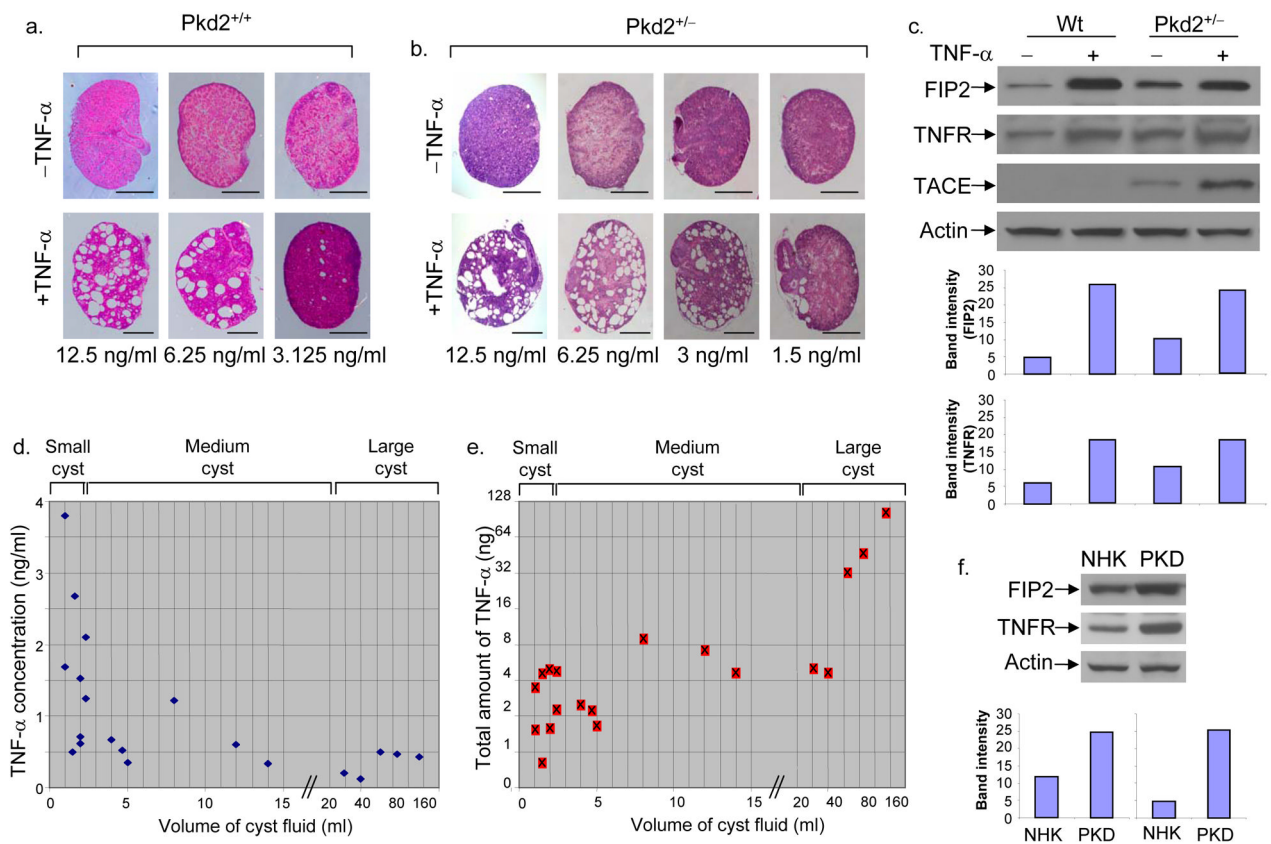 a.
Pkd2+/+
−TNF-α
+TNF-α
12.5 ng/ml 6.25 ng/ml 3.125 ng/ml
b.
Pkd2+/−
−TNF-α
+TNF-α
12.5 ng/ml 6.25 ng/ml 3 ng/ml 1.5 ng/ml
c.
Wt Pkd2+/−
TNF-α − + − +
FIP2
TNFR
TACE
Actin
Band intensity
(FIP2)
30
25
20
15
10
5
0
Band intensity
(TNFR)
30
25
20
15
10
5
0
d.
Small
cyst
Medium
cyst
Large
cyst
TNF-α concentration (ng/ml)
4
3
2
1
0
0 5 10 15 20 40 80 160
Volume of cyst fluid (ml)
e.
Small
cyst
Medium
cyst
Large
cyst
Total amount of TNF-α (ng)
128
64
32
16
8
4
2
1
0
0 5 10 15 20 40 80 160
Volume of cyst fluid (ml)
f.
NHK PKD
FIP2
TNFR
Actin
Band intensity
30
25
20
15
10
5
0
NHK PKD NHK PKD